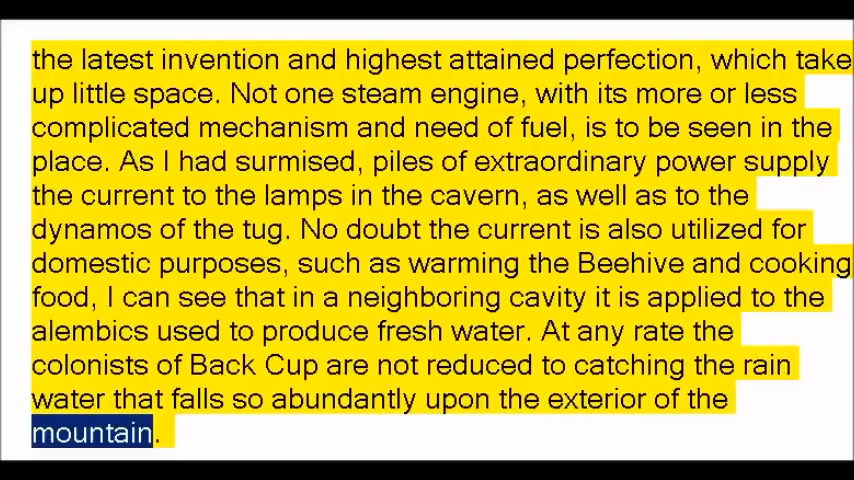 the latest invention and highest attained perfection, which take
up little space. Not one steam engine, with its more or less
complicated mechanism and need of fuel, is to be seen in the
place. As I had surmised, piles of extraordinary power supply
the current to the lamps in the cavern, as well as to the
dynamos of the tug. No doubt the current is also utilized for
domestic purposes, such as warming the Beehive and cooking
food, I can see that in a neighboring cavity it is applied to the
alembics used to produce fresh water. At any rate the
colonists of Back Cup are not reduced to catching the rain
water that falls so abundantly upon the exterior of the
mountain.